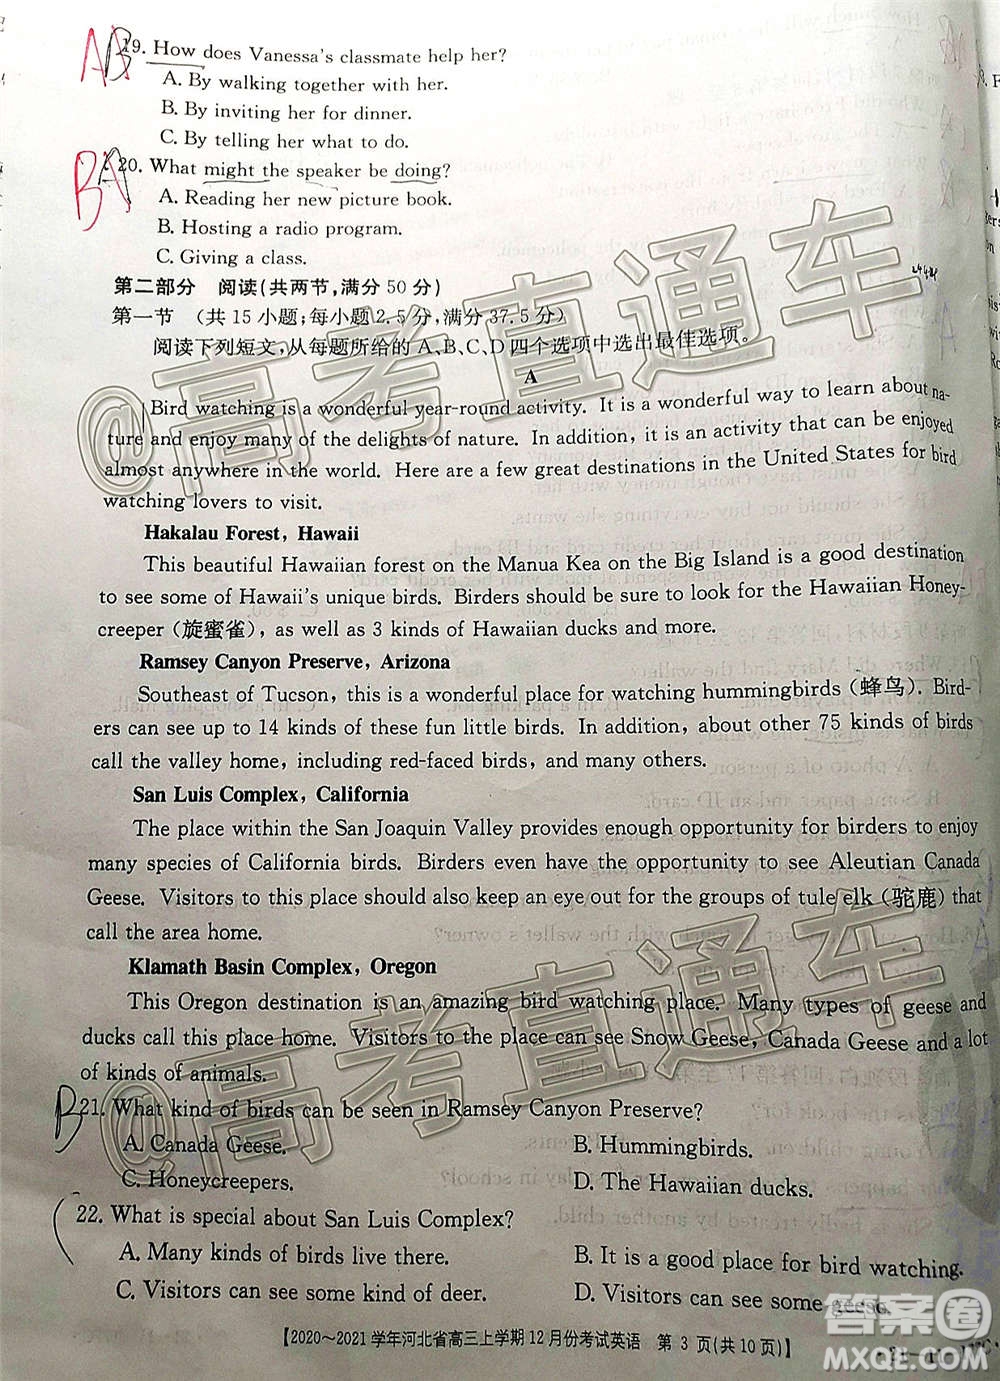 19. How does Vanessa's classmate help her?
A. By walking together with her.
B. By inviting her for dinner.
C. By telling her what to do.
20. What might the speaker be doing?
A. Reading her new picture book.
B. Hosting a radio program.
C. Giving a class.
第二部分 阅读(共两节,满分50分)
第一节 (共15小题;每小题2.5分,满分37.5分)
阅读下列短文,从每题所给的A、B、C、D四个选项中选出最佳选项。
A
Bird watching is a wonderful year-round activity. It is a wonderful way to learn about na-
ture and enjoy many of the delights of nature. In addition, it is an activity that can be enjoyed
almost anywhere in the world. Here are a few great destinations in the United States for bird
watching lovers to visit.
Hakalau Forest, Hawaii
This beautiful Hawaiian forest on the Manua Kea on the Big Island is a good destination
to see some of Hawaii's unique birds. Birders should be sure to look for the Hawaiian Honey-
creeper (旋蜜雀), as well as 3 kinds of Hawaiian ducks and more.
Ramsey Canyon Preserve, Arizona
Southeast of Tucson, this is a wonderful place for watching hummingbirds (蜂鸟). Bird-
ers can see up to 14 kinds of these fun little birds. In addition, about other 75 kinds of birds
call the valley home, including red-faced birds.
San Luis Complex, California
The place within the San Joaquin Valley provides enough opportunity for birders to enjoy
many species of California birds. Birders even have the opportunity to see Aleutian Canada
Geese. Visitors to this place should also keep an eye out for the groups of tule elk (驼鹿) that
call the area home.
Klamath Basin Complex, Oregon
This Oregon destination is an amazing bird watching place. Many types of geese and
ducks call this place home. Visitors to this place can see Snow Geese, Canada Geese and a lot
of kinds of animals.
21. What kind of birds can be seen in Ramsey Canyon Preserve?
A. Canada Geese. B. Hummingbirds.
C. Honeycreepers. D. The Hawaiian ducks.
22. What is special about San Luis Complex?
A. Many kinds of birds live there. B. It is a good place for bird watching.
C. Visitors can see some kind of deer. D. Visitors can see some geese.
【2020~2021学年河北省高三上学期12月份考试英语 第 3 页(共 10 页)】
@高考直通车
@高考直通车
答案圈